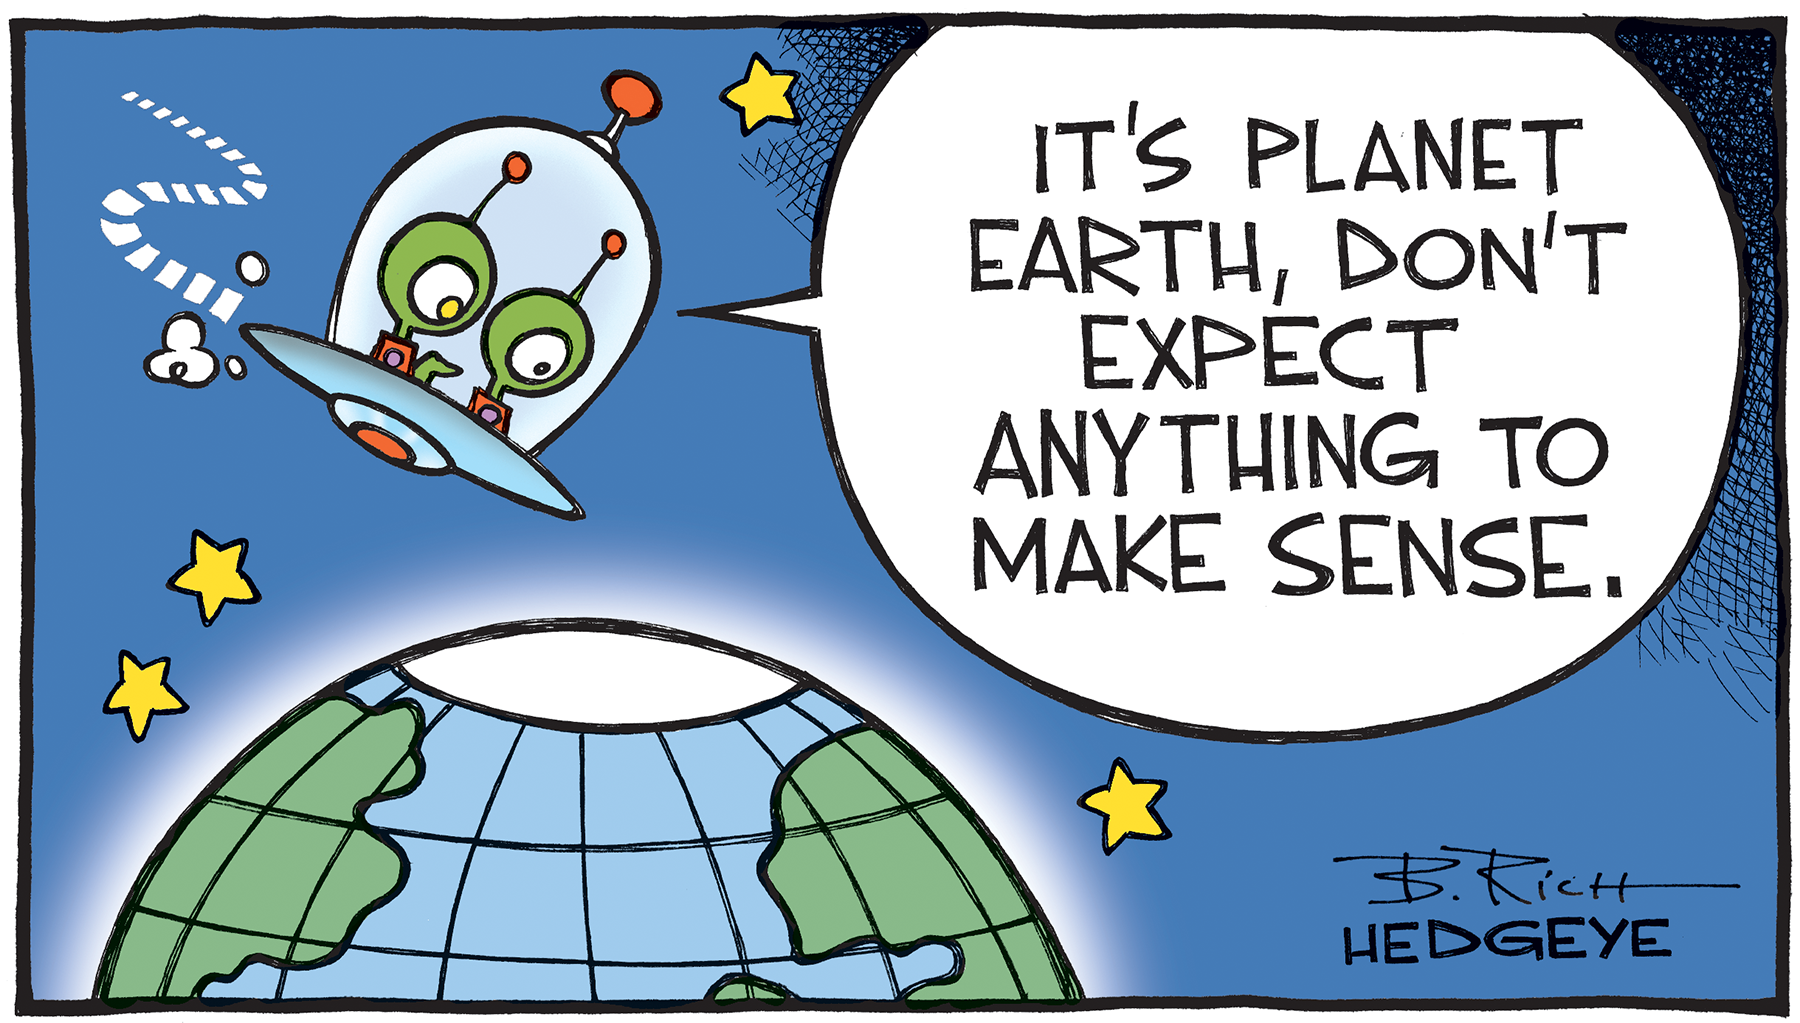 IT'S PLANET
EARTH, DON'T
EXPECT
ANYTHING TO
MAKE SENSE.
B. RICH
HEDGEYE